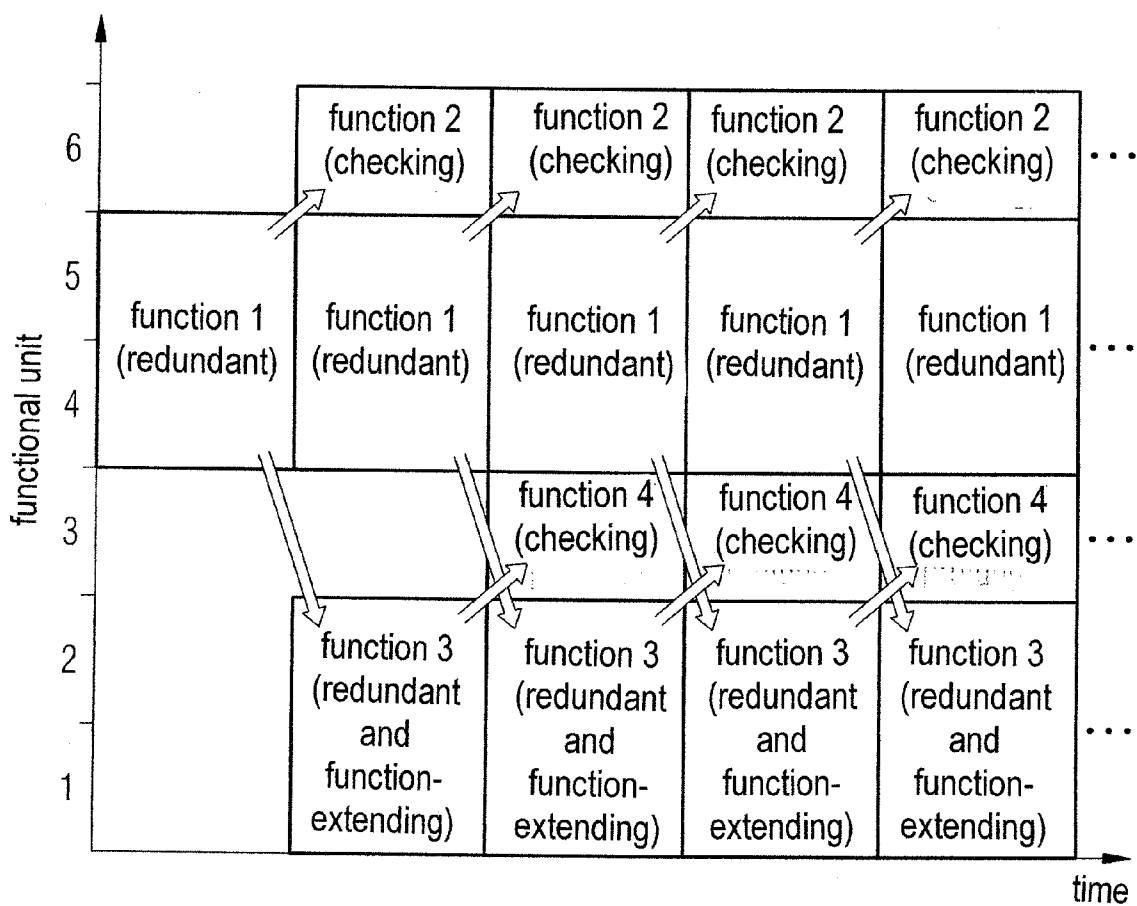 6
function 2
(checking)
function 2
(checking)
function 2
(checking)
function 2
(checking)
...
functional unit
5
4
function 1
(redundant)
function 1
(redundant)
function 1
(redundant)
function 1
(redundant)
function 1
(redundant)
...
3
function 4
(checking)
function 4
(checking)
function 4
(checking)
...
2
1
function 3
(redundant
and
function-
extending)
function 3
(redundant
and
function-
extending)
function 3
(redundant
and
function-
extending)
function 3
(redundant
and
function-
extending)
...
time